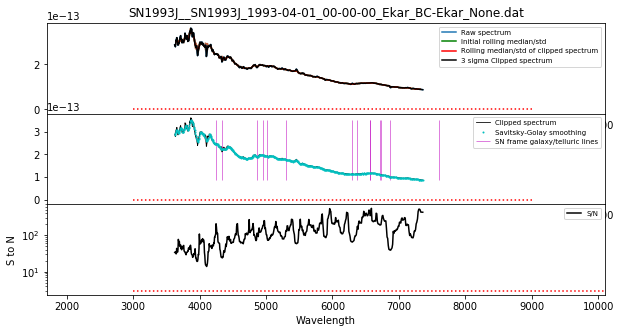 SN1993J__SN1993J_1993-04-01_00-00-00_Ekar_BC-Ekar_None.dat
1e−13
Raw spectrum
Initial rolling median/std
Rolling median/std of clipped spectrum
3 sigma Clipped spectrum
2
0
1e−13
Clipped spectrum
Savitsky-Golay smoothing
SN frame galaxy/telluric lines
3
2
1
0
S/N
S to N
10²
10¹
2000 3000 4000 5000 6000 7000 8000 9000 10000
Wavelength